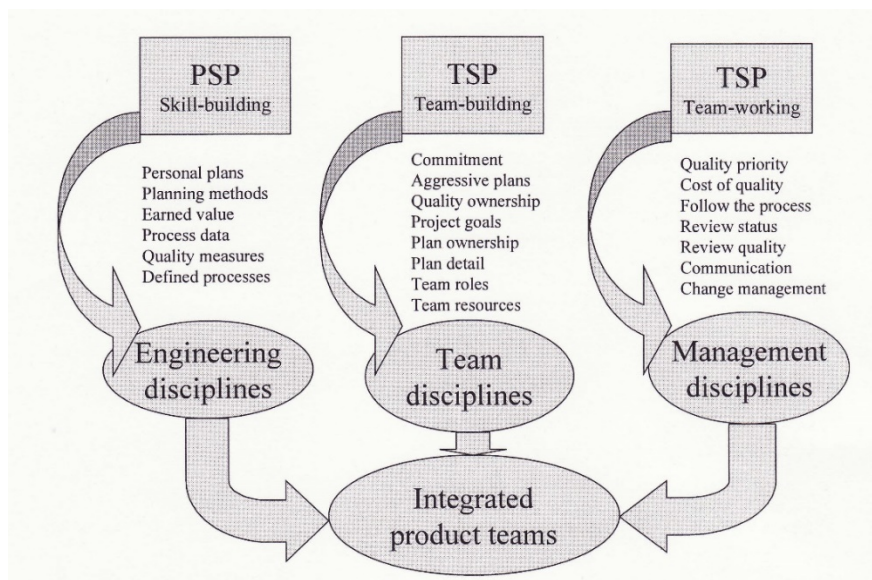 PSP
Skill-building
Personal plans
Planning methods
Earned value
Process data
Quality measures
Defined processes
Engineering
disciplines
TSP
Team-building
Commitment
Aggressive plans
Quality ownership
Project goals
Plan ownership
Plan detail
Team roles
Team resources
Team
disciplines
TSP
Team-working
Quality priority
Cost of quality
Follow the process
Review status
Review quality
Communication
Change management
Management
disciplines
Integrated
product teams